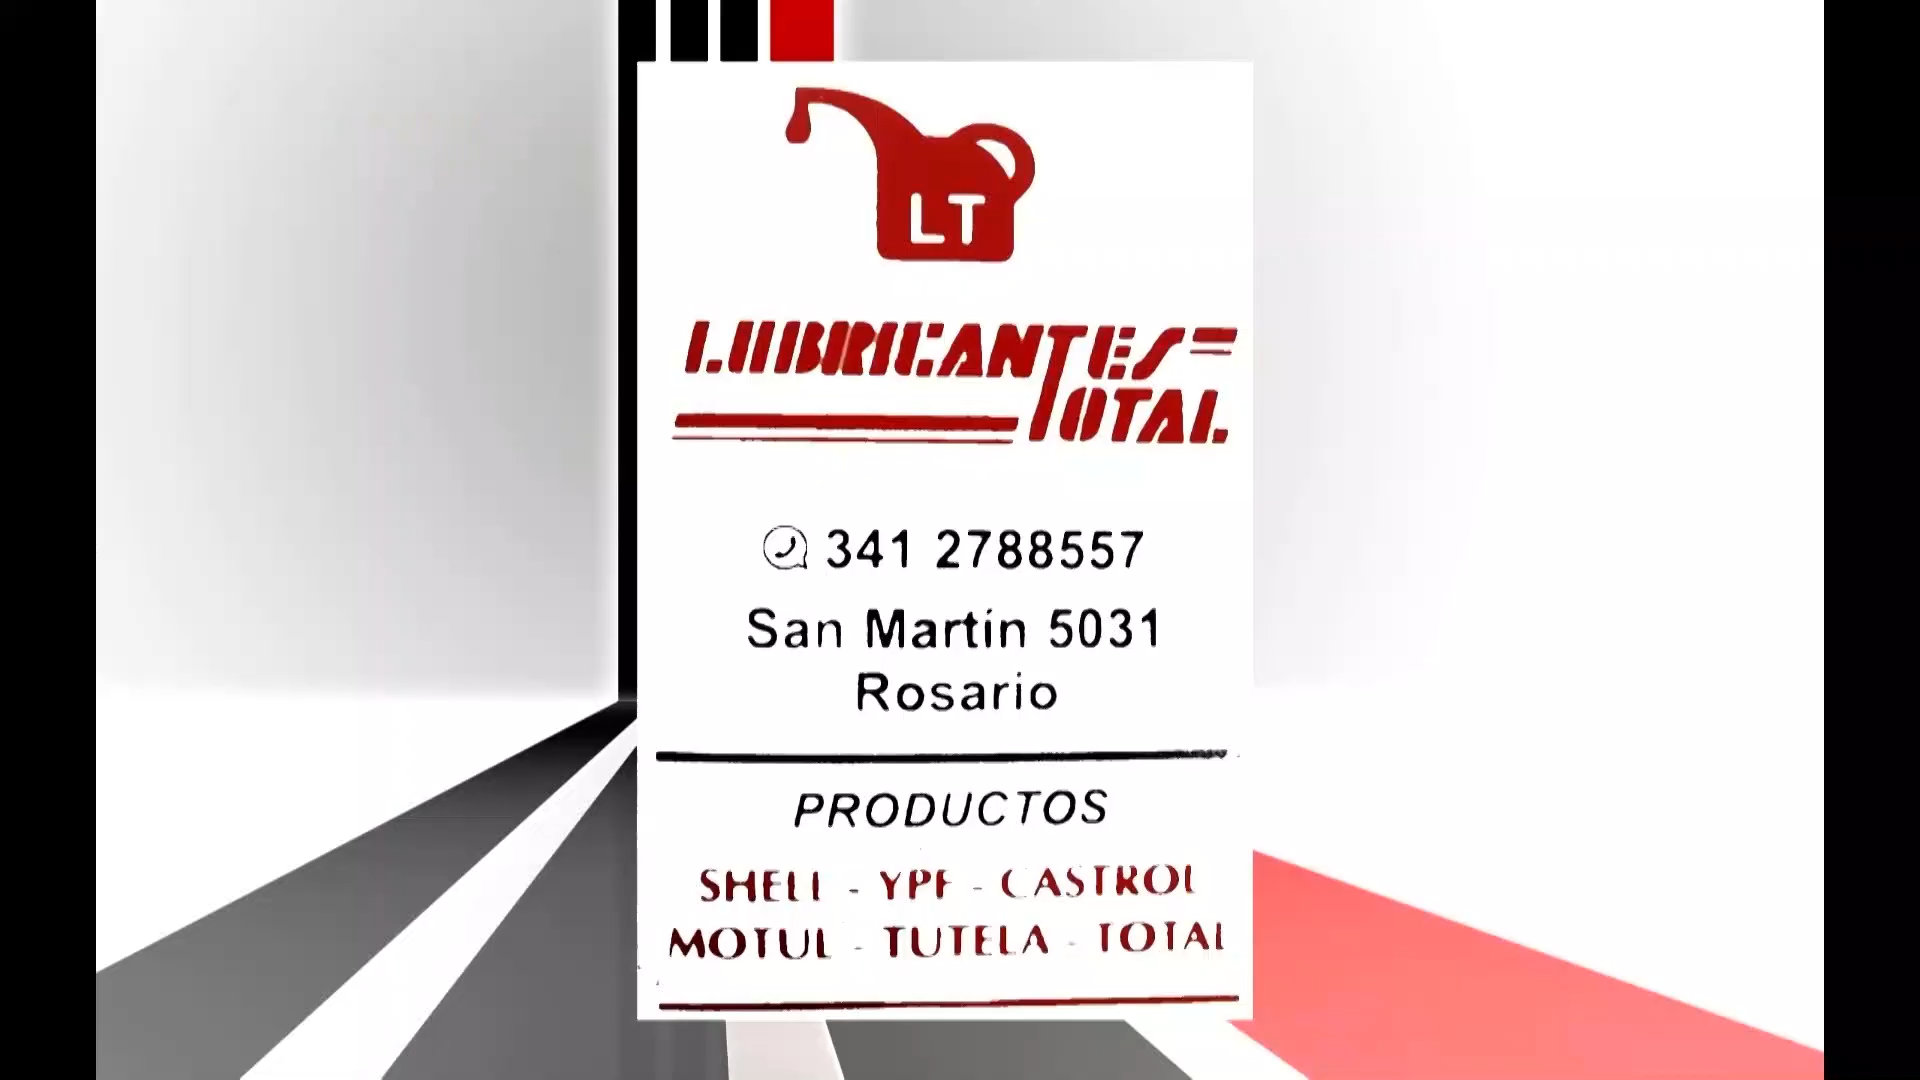 LT
LUBRICANTES
TOTAL
341 2788557
San Martín 5031
Rosario
PRODUCTOS
SHELL - YPF - CASTROL
MOTUL - TUTELA - TOTAL